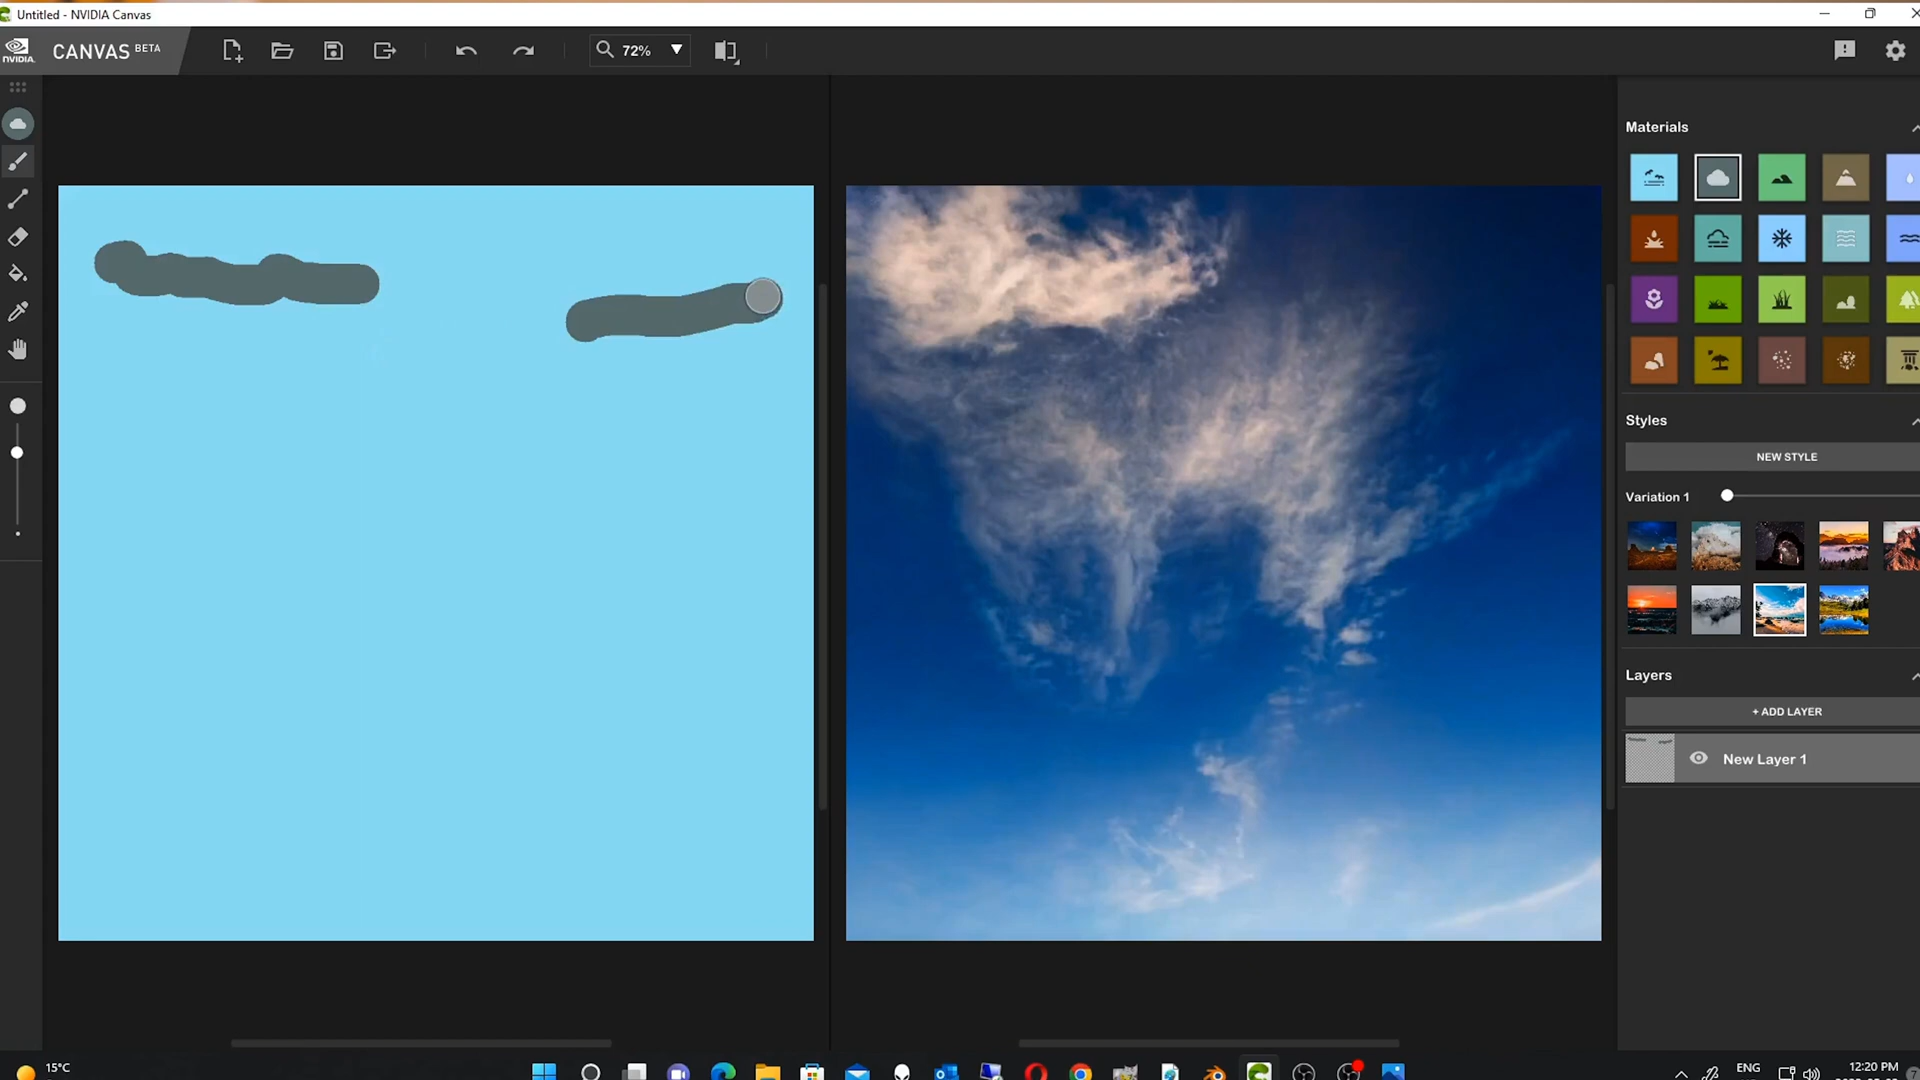 Untitled - NVIDIA Canvas
NVIDIA.
CANVAS BETA
72%
Materials
Styles
NEW STYLE
Variation 1
Layers
+ ADD LAYER
New Layer 1
15°C
ENG
12:20 PM